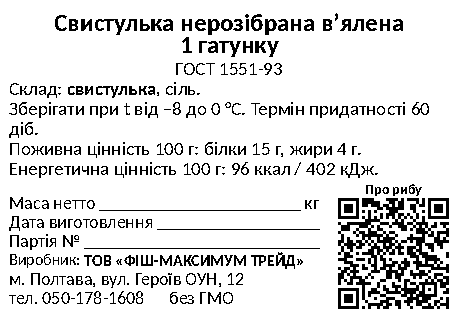 Свистулька нерозібрана в’ялена
1 гатунку
ГОСТ 1551-93
Склад: свистулька, сіль.
Зберігати при t від –8 до 0 °С. Термін придатності 60
діб.
Поживна цінність 100 г: білки 15 г, жири 4 г.
Енергетична цінність 100 г: 96 ккал / 402 кДж.
Про рибу
Маса нетто ________________________ кг
Дата виготовлення ___________________
Партія № ___________________________
Виробник: ТОВ «ФІШ-МАКСИМУМ ТРЕЙД»
м. Полтава, вул. Героїв ОУН, 12
тел. 050-178-1608 без ГМО